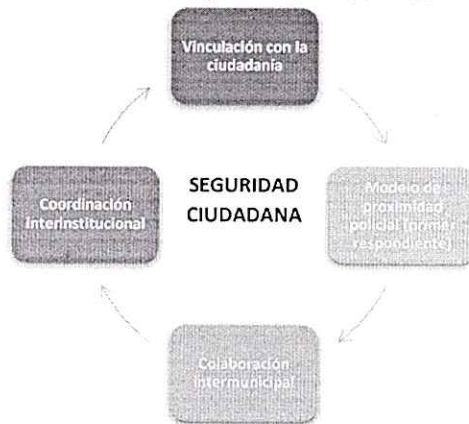 Vinculación con la
ciudadanía
SEGURIDAD
CIUDADANA
Modelo de
proximidad
policial (primer
respondiente)
Colaboración
intermunicipal
Coordinación
interinstitucional